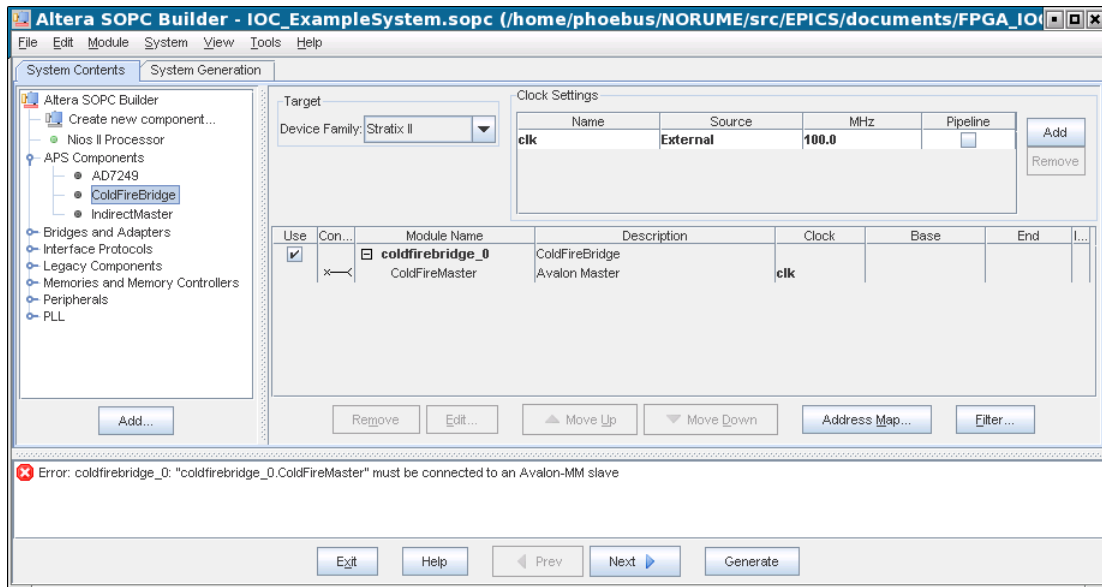 Altera SOPC Builder - IOC_ExampleSystem.sopc (/home/phoebus/NORUME/src/EPICS/documents/FPGA_IO
File Edit Module System View Tools Help
System Contents System Generation
Altera SOPC Builder
Create new component...
Nios II Processor
APS Components
AD7249
ColdFireBridge
IndirectMaster
Bridges and Adapters
Interface Protocols
Legacy Components
Memories and Memory Controllers
Peripherals
PLL
Add...
Target
Device Family: Stratix II
Clock Settings
Name Source MHz Pipeline
clk External 100.0
Add
Remove
Use Con... Module Name Description Clock Base End I...
coldfirebridge_0 ColdFireBridge
ColdFireMaster Avalon Master clk
Remove Edit... Move Up Move Down Address Map... Filter...
Error: coldfirebridge_0: "coldfirebridge_0.ColdFireMaster" must be connected to an Avalon-MM slave
Exit Help Prev Next Generate